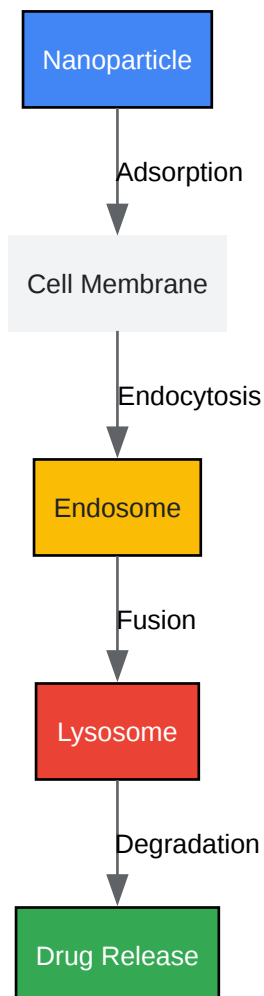 Nanoparticle
Adsorption
Cell Membrane
Endocytosis
Endosome
Fusion
Lysosome
Degradation
Drug Release